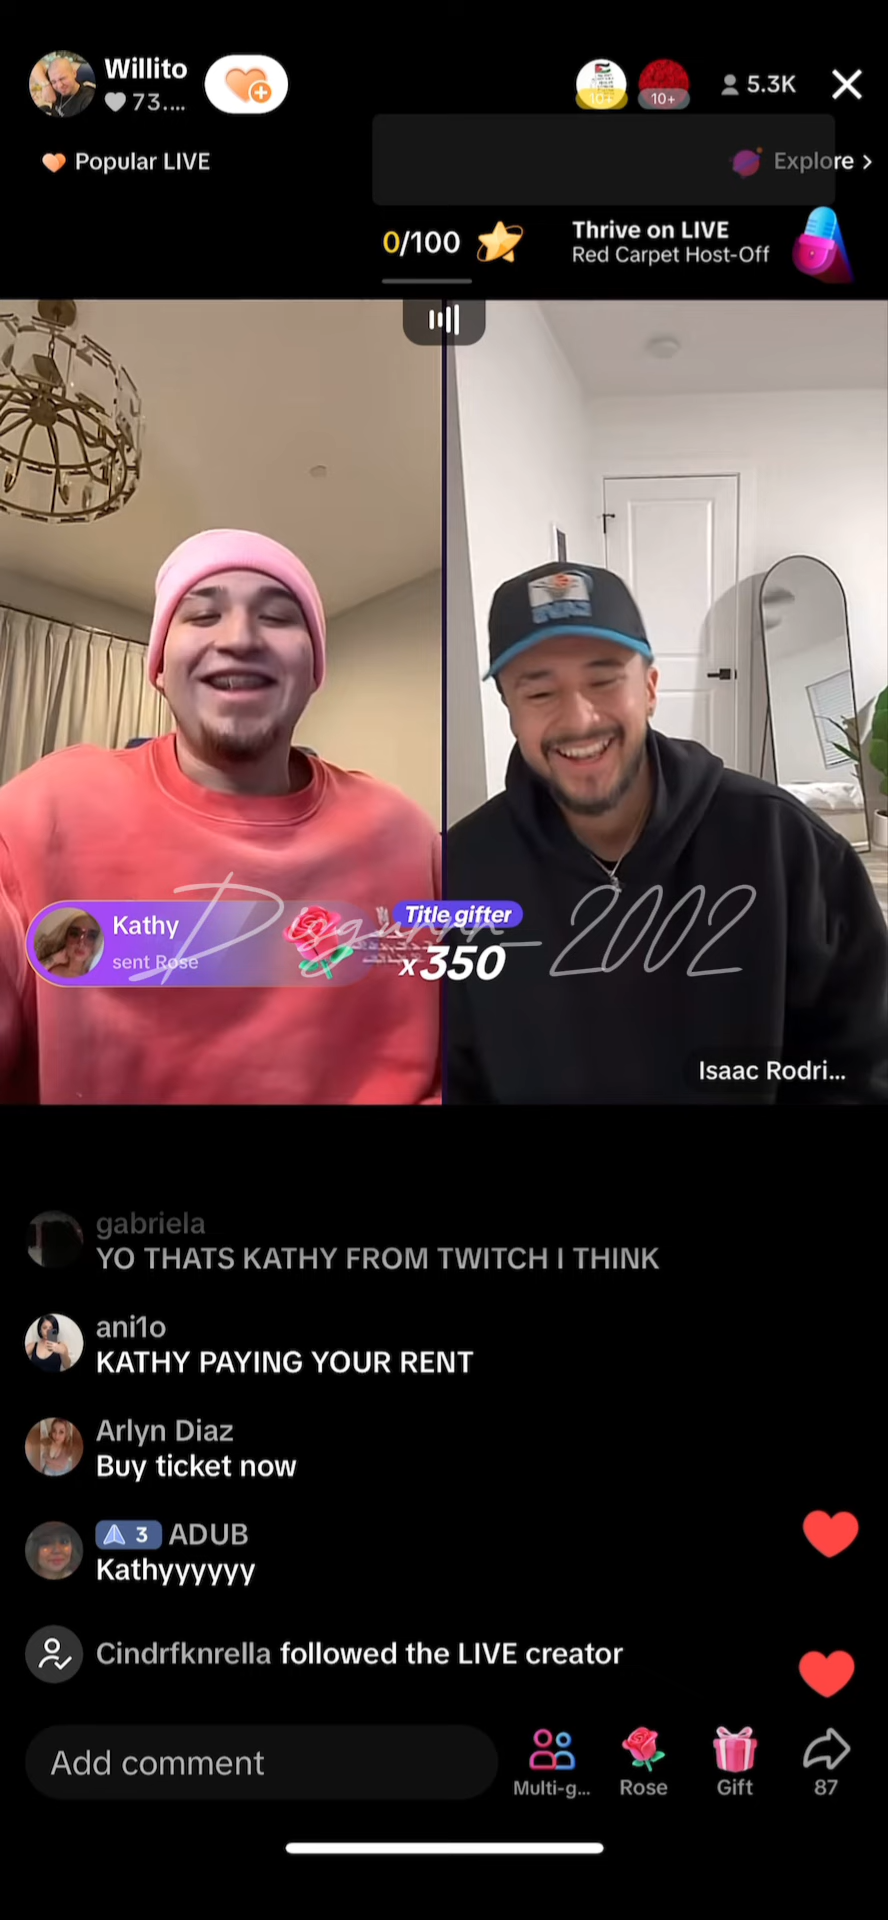 Willito
73....
10+
10+
5.3K
Popular LIVE
Explore >
0/100
Thrive on LIVE
Red Carpet Host-Off
Kathy
sent Rose
Title gifter
x350
2002
Isaac Rodri...
gabriela
YO THATS KATHY FROM TWITCH I THINK
ani1o
KATHY PAYING YOUR RENT
Arlyn Diaz
Buy ticket now
3 ADUB
Kathyyyyyy
Cindrfknrella followed the LIVE creator
Add comment
Multi-g...
Rose
Gift
87